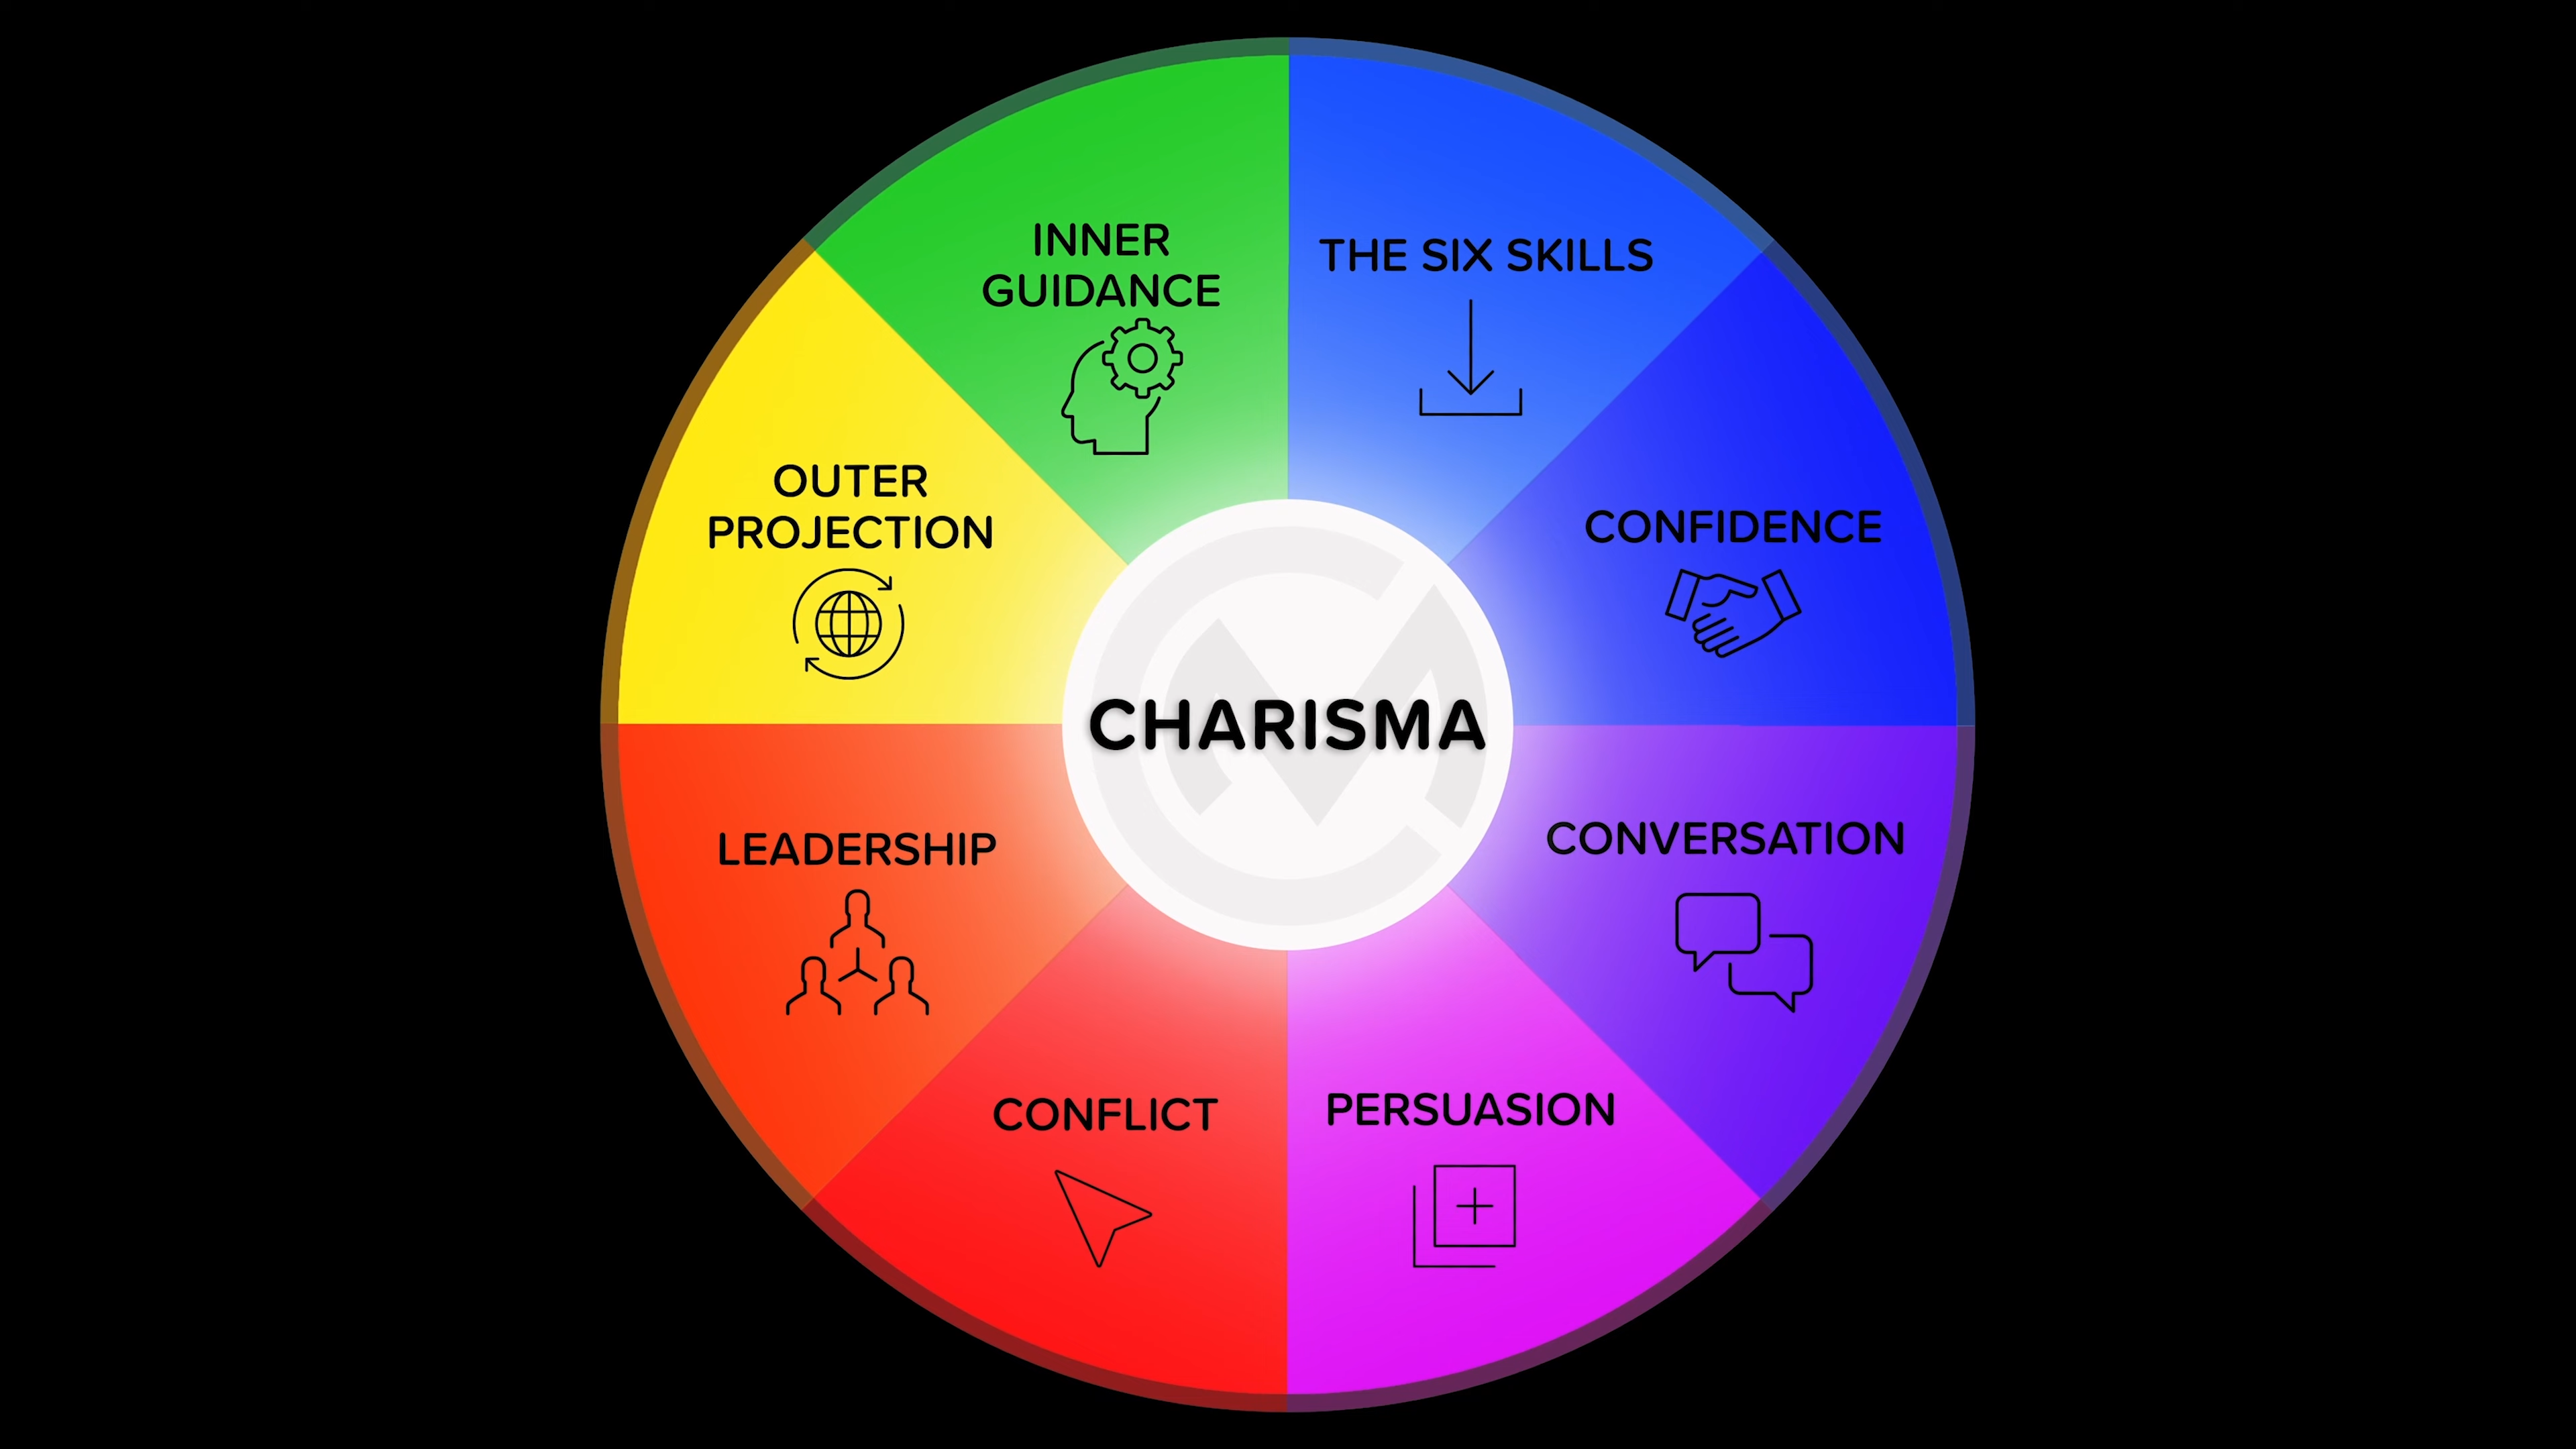 INNER
GUIDANCE
THE SIX SKILLS
OUTER
PROJECTION
CONFIDENCE
CHARISMA
LEADERSHIP
CONVERSATION
CONFLICT
PERSUASION